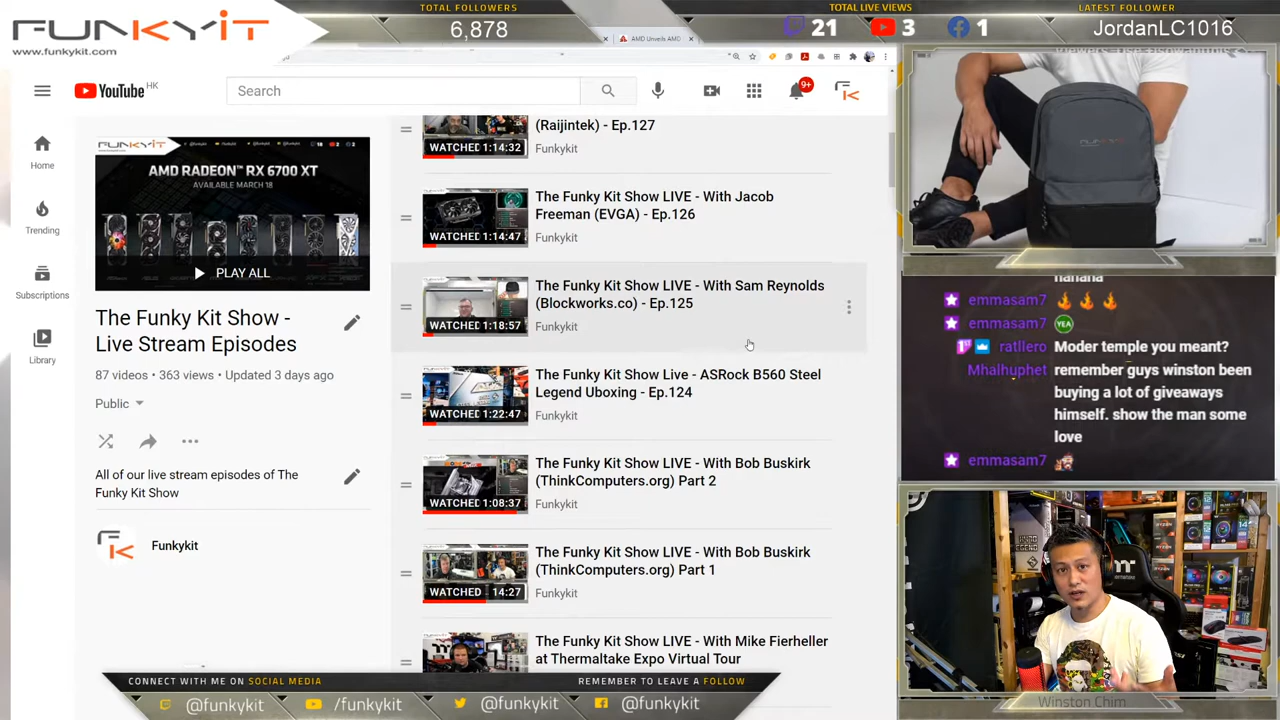 FUNKYIT
www.funkykit.com
TOTAL FOLLOWERS
6,878
TOTAL LIVE VIEWS
21
3
1
LATEST FOLLOWER
JordanLC1016
AMD Unveils AMD
YouTube HK
Search
9+
Home
Trending
Subscriptions
Library
FUNKYIT
AMD RADEON™ RX 6700 XT
AVAILABLE MARCH 18
PLAY ALL
The Funky Kit Show -
Live Stream Episodes
87 videos • 363 views • Updated 3 days ago
Public
All of our live stream episodes of The
Funky Kit Show
Funkykit
(Raijintek) - Ep.127
Funkykit
WATCHED 1:14:32
The Funky Kit Show LIVE - With Jacob
Freeman (EVGA) - Ep.126
Funkykit
WATCHED 1:14:47
The Funky Kit Show LIVE - With Sam Reynolds
(Blockworks.co) - Ep.125
Funkykit
WATCHED 1:18:57
The Funky Kit Show Live - ASRock B560 Steel
Legend Uboxing - Ep.124
Funkykit
WATCHED 1:22:47
The Funky Kit Show LIVE - With Bob Buskirk
(ThinkComputers.org) Part 2
Funkykit
WATCHED 1:08:37
The Funky Kit Show LIVE - With Bob Buskirk
(ThinkComputers.org) Part 1
Funkykit
WATCHED 14:27
The Funky Kit Show LIVE - With Mike Fierheller
at Thermaltake Expo Virtual Tour
emmasam7
emmasam7 YEA
ratllero Moder temple you meant?
Mhalhuphet remember guys winston been
buying a lot of giveaways
himself. show the man some
love
emmasam7
Winston Chim
CONNECT WITH ME ON SOCIAL MEDIA
REMEMBER TO LEAVE A FOLLOW
@funkykit
/funkykit
@funkykit
@funkykit